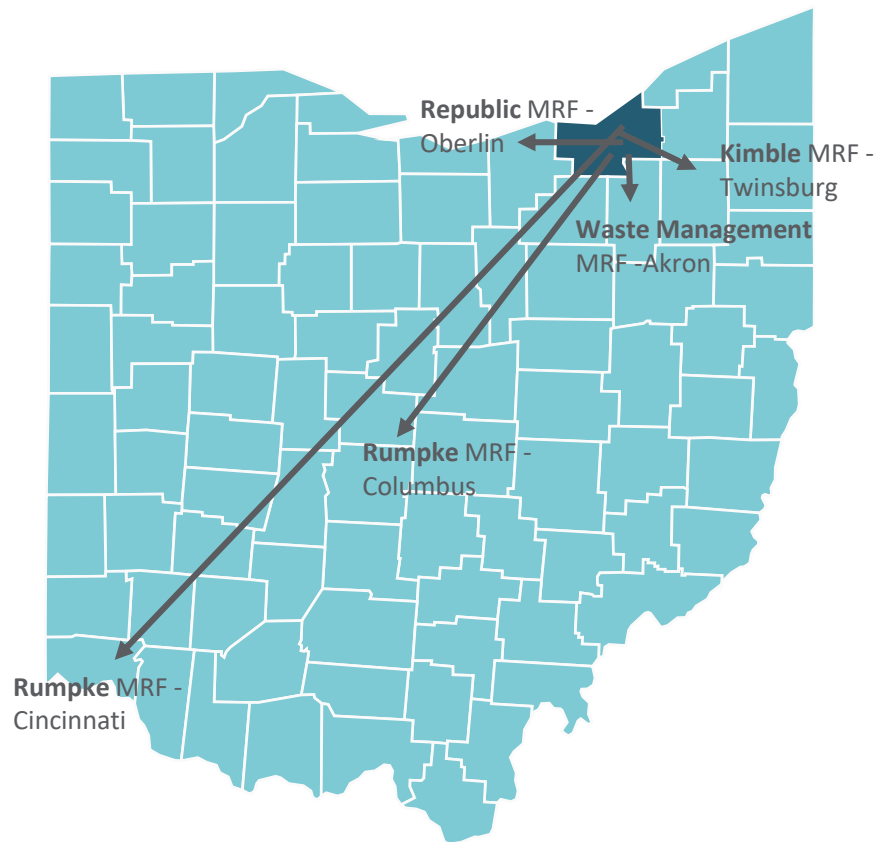 Republic MRF -
Oberlin
Kimble MRF -
Twinsburg
Waste Management
MRF -Akron
Rumpke MRF -
Columbus
Rumpke MRF -
Cincinnati